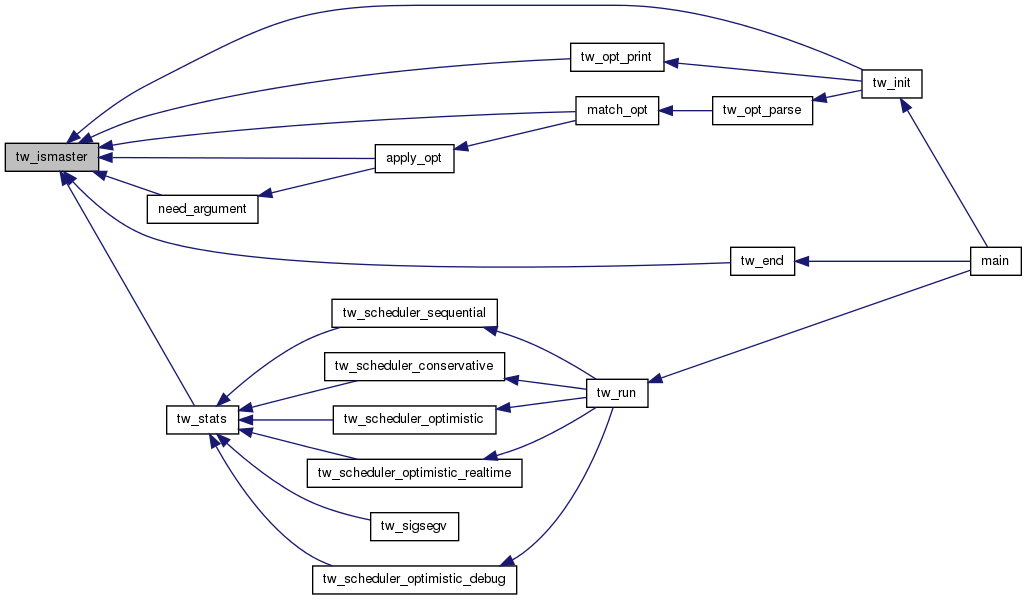 tw_opt_print
tw_init
match_opt
tw_opt_parse
tw_ismaster
apply_opt
need_argument
tw_end
main
tw_scheduler_sequential
tw_scheduler_conservative
tw_run
tw_stats
tw_scheduler_optimistic
tw_scheduler_optimistic_realtime
tw_sigsegv
tw_scheduler_optimistic_debug